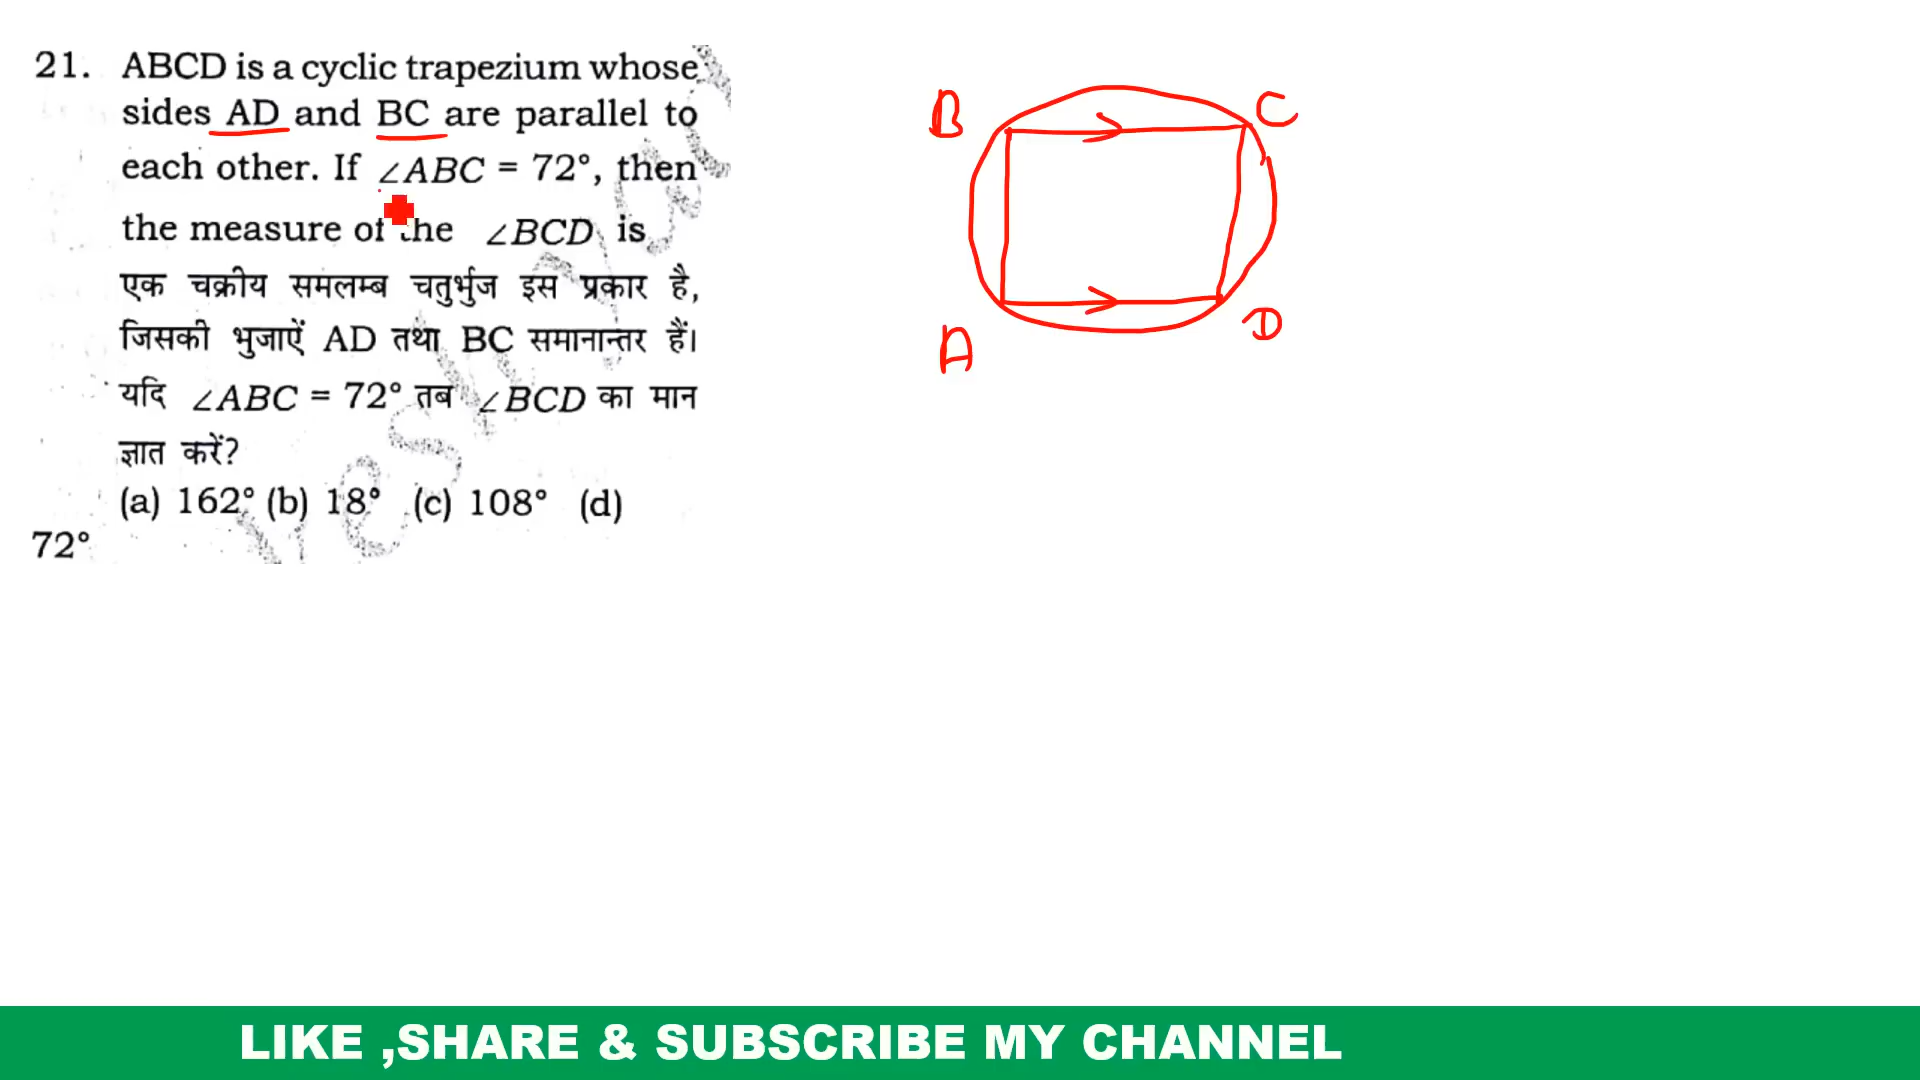 21. ABCD is a cyclic trapezium whose
sides AD and BC are parallel to
each other. If ∠ABC = 72°, then
the measure of the ∠BCD is
एक चक्रीय समलम्ब चतुर्भुज इस प्रकार है,
जिसकी भुजाऐं AD तथा BC समानान्तर हैं।
यदि ∠ABC = 72° तब ∠BCD का मान
ज्ञात करें?
(a) 162° (b) 18° (c) 108° (d)
72°
B C
A D
LIKE ,SHARE & SUBSCRIBE MY CHANNEL